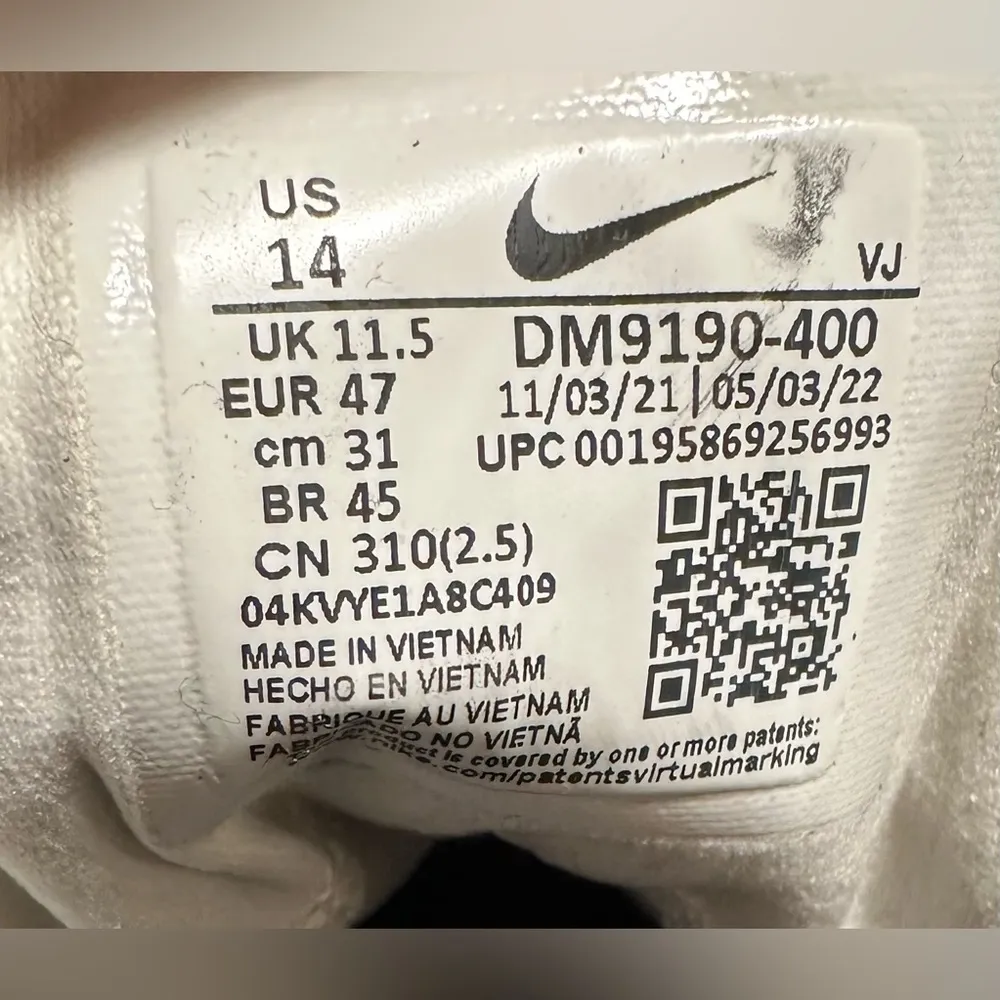 US
14
VJ
UK 11.5
DM9190-400
EUR 47
11/03/21 | 05/03/22
cm 31
UPC 00195869256993
BR 45
CN 310(2.5)
04KVYE1A8C409
MADE IN VIETNAM
HECHO EN VIETNAM
FABRIQUE AU VIETNAM
NO VIETNÃ
is covered by one or more patents:
.com/patentsvirtualmarking